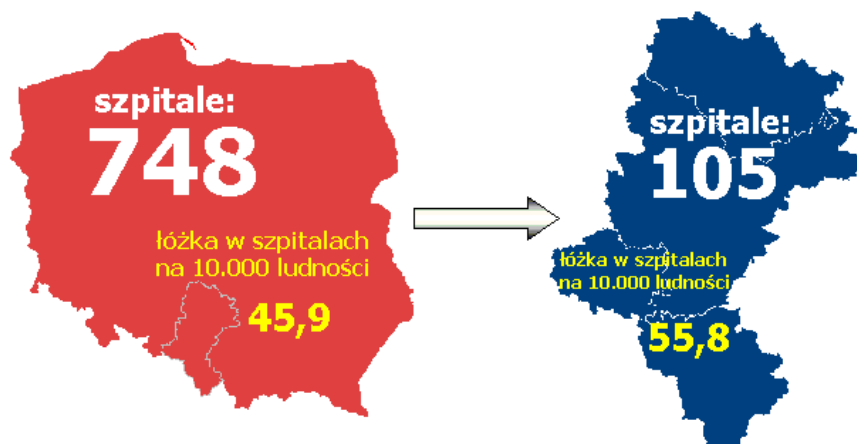 szpitale:
748
łóżka w szpitalach
na 10.000 ludności
45,9
szpitale:
105
łóżka w szpitalach
na 10.000 ludności
55,8